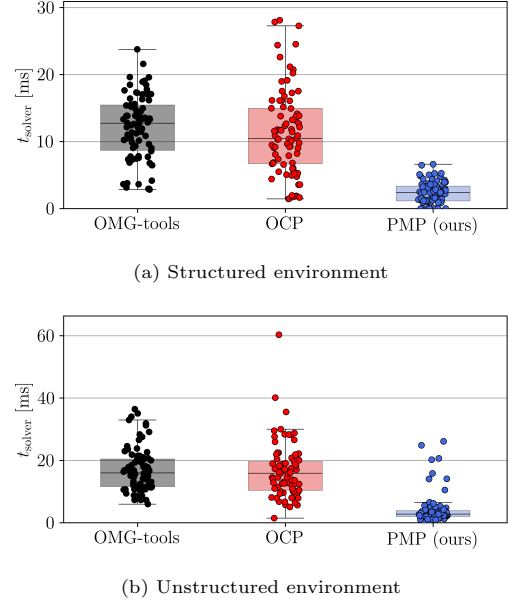 30
20
10
0
t_solver [ms]
OMG-tools OCP PMP (ours)
(a) Structured environment
60
40
20
0
t_solver [ms]
OMG-tools OCP PMP (ours)
(b) Unstructured environment